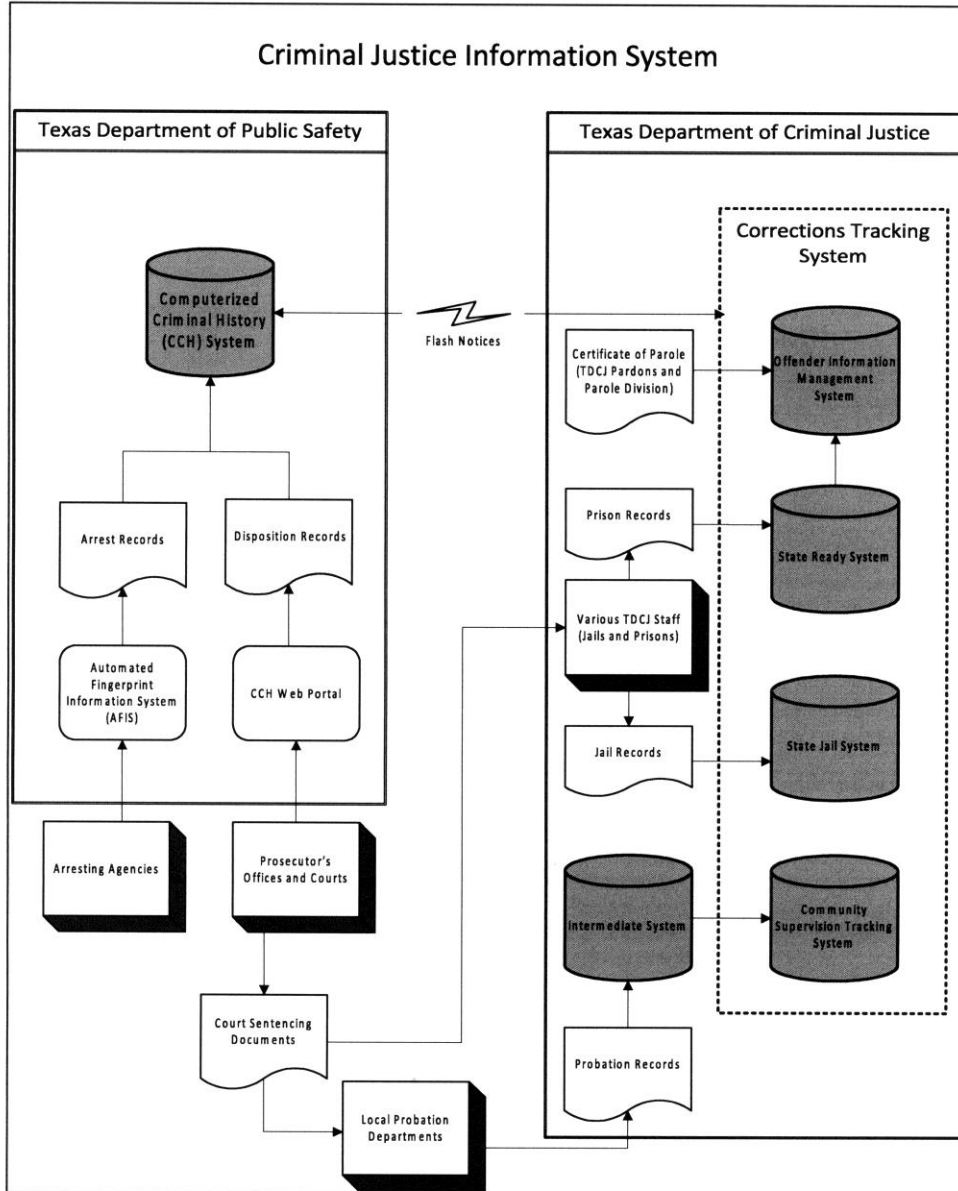 Criminal Justice Information System
Texas Department of Public Safety
Computerized
Criminal History
(CCH) System
Arrest Records
Disposition Records
Automated
Fingerprint
Information System
(AFIS)
CCH Web Portal
Arresting Agencies
Prosecutor's
Offices and Courts
Court Sentencing
Documents
Local Probation
Departments
Flash Notices
Texas Department of Criminal Justice
Corrections Tracking
System
Certificate of Parole
(TDCJ Pardons and
Parole Division)
Offender Information
Management
System
Prison Records
State Ready System
Various TDCJ Staff
(Jails and Prisons)
Jail Records
State Jail System
Intermediate System
Community
Supervision Tracking
System
Probation Records